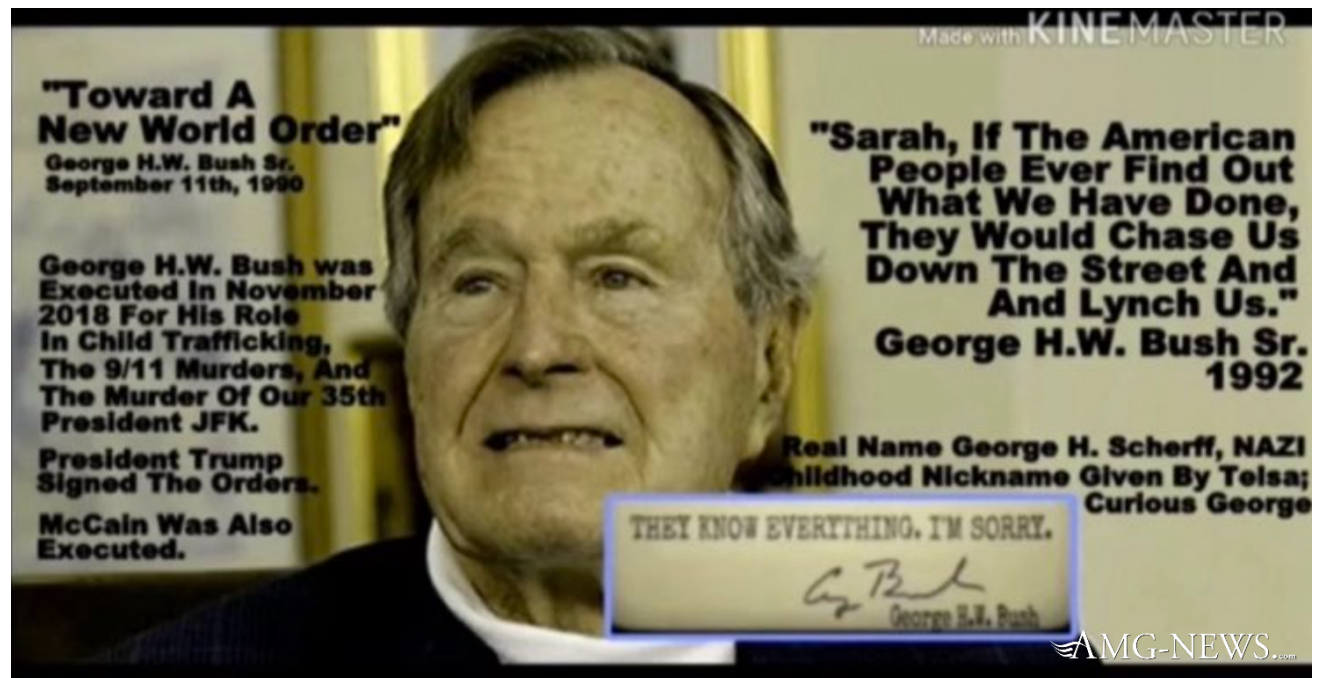 Made with KINEMASTER
"Toward A
New World Order"
George H.W. Bush Sr.
September 11th, 1990
George H.W. Bush was
Executed In November
2018 For His Role
In Child Trafficking,
The 9/11 Murders, And
The Murder Of Our 35th
President JFK.
President Trump
Signed The Orders.
McCain Was Also
Executed.
"Sarah, If The American
People Ever Find Out
What We Have Done,
They Would Chase Us
Down The Street And
And Lynch Us."
George H.W. Bush Sr.
1992
Real Name George H. Scherff, NAZI
Childhood Nickname Given By Telsa;
Curious George
THEY KNOW EVERYTHING. I'M SORRY.
G Bush
George H.W. Bush
AMG-NEWS.com